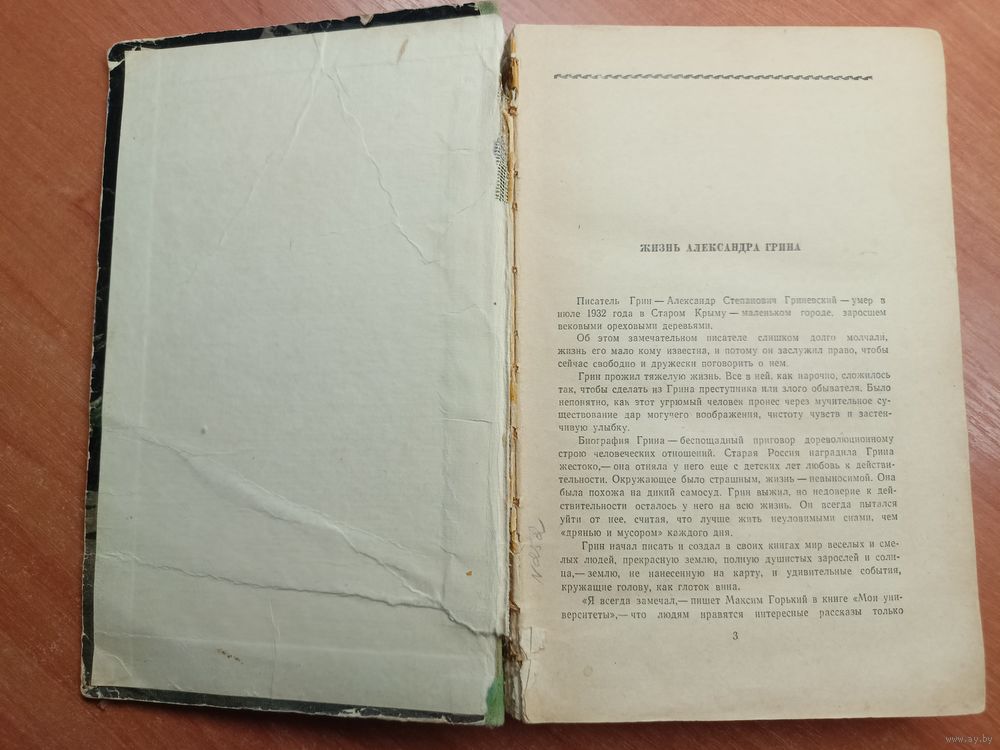 ЖИЗНЬ АЛЕКСАНДРА ГРИНА
Писатель Грин — Александр Степанович Гриневский — умер в
июле 1932 года в Старом Крыму — маленьком городе, заросшем
вековыми ореховыми деревьями.
Об этом замечательном писателе слишком долго молчали,
жизнь его мало кому известна, и потому он заслужил право, чтобы
сейчас свободно и дружески поговорить о нем.
Грин прожил тяжелую жизнь. Все в ней, как нарочно, сложилось
так, чтобы сделать из Грина преступника или злого обывателя. Было
непонятно, как этот угрюмый человек пронес через мучительное су-
ществование дар могучего воображения, чистоту чувств и застен-
чивую улыбку.
Биография Грина — беспощадный приговор дореволюционному
строю человеческих отношений. Старая Россия наградила Грина
жестоко,— она отняла у него еще с детских лет любовь к действи-
тельности. Окружающее было страшным, жизнь — невыносимой. Она
была похожа на дикий самосуд. Грин выжил, но недоверие к дей-
ствительности осталось у него на всю жизнь. Он всегда пытался
уйти от нее, считая, что лучше жить неуловимыми снами, чем
«дрянью и мусором» каждого дня.
Грин начал писать и создал в своих книгах мир веселых и сме-
лых людей, прекрасную землю, полную душистых зарослей и солн-
ца,— землю, не нанесенную на карту, и удивительные события,
кружащие голову, как глоток вина.
«Я всегда замечал,— пишет Максим Горький в книге «Мои уни-
верситеты»,— что людям нравятся интересные рассказы только
3
www.ay.by